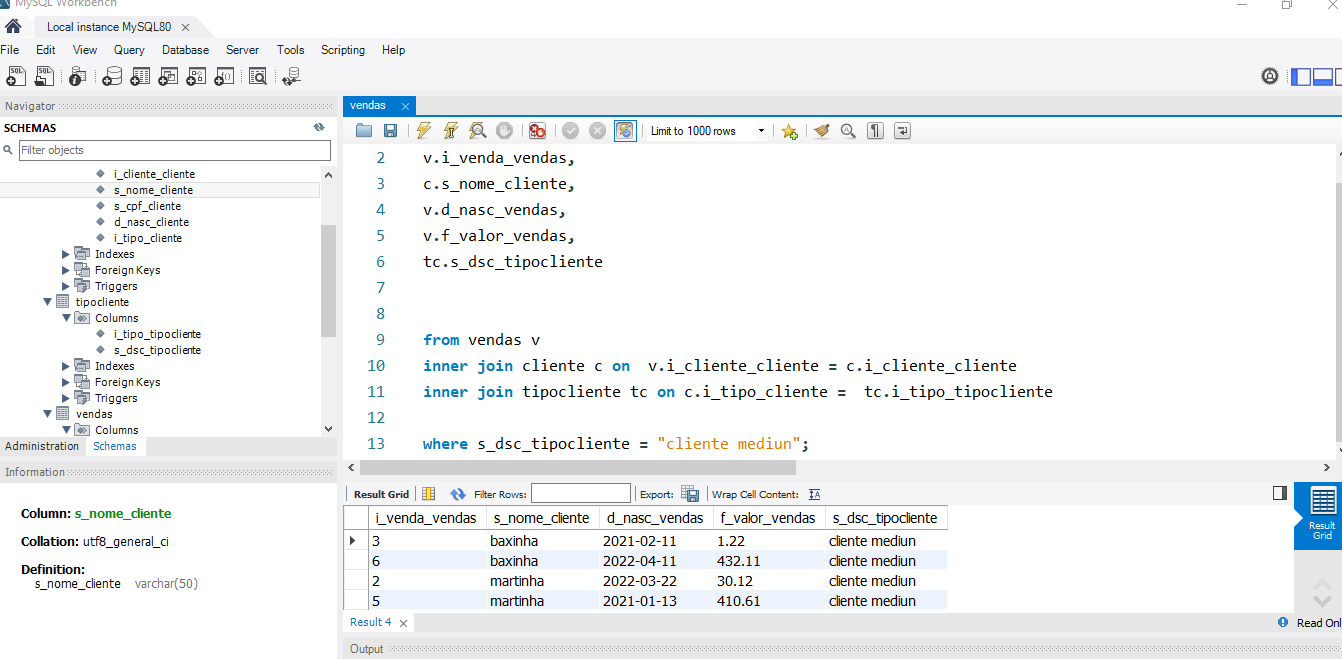 MySQL Workbench
Local instance MySQL80
File Edit View Query Database Server Tools Scripting Help
Navigator
SCHEMAS
Filter objects
i_cliente_cliente
s_nome_cliente
s_cpf_cliente
d_nasc_cliente
i_tipo_cliente
Indexes
Foreign Keys
Triggers
tipocliente
Columns
i_tipo_tipocliente
s_dsc_tipocliente
Indexes
Foreign Keys
Triggers
vendas
Columns
Administration Schemas
Information
Column: s_nome_cliente
Collation: utf8_general_ci
Definition:
s_nome_cliente varchar(50)
vendas
Limit to 1000 rows
2 v.i_venda_vendas,
3 c.s_nome_cliente,
4 v.d_nasc_vendas,
5 v.f_valor_vendas,
6 tc.s_dsc_tipocliente
7
8
9 from vendas v
10 inner join cliente c on  v.i_cliente_cliente = c.i_cliente_cliente
11 inner join tipocliente tc on c.i_tipo_cliente =  tc.i_tipo_tipocliente
12
13 where s_dsc_tipocliente = "cliente mediun";
Result Grid Filter Rows: Export: Wrap Cell Content:
i_venda_vendas s_nome_cliente d_nasc_vendas f_valor_vendas s_dsc_tipocliente
3 baxinha 2021-02-11 1.22 cliente mediun
6 baxinha 2022-04-11 432.11 cliente mediun
2 martinha 2022-03-22 30.12 cliente mediun
5 martinha 2021-01-13 410.61 cliente mediun
Result
Grid
Result 4
Read Onl
Output